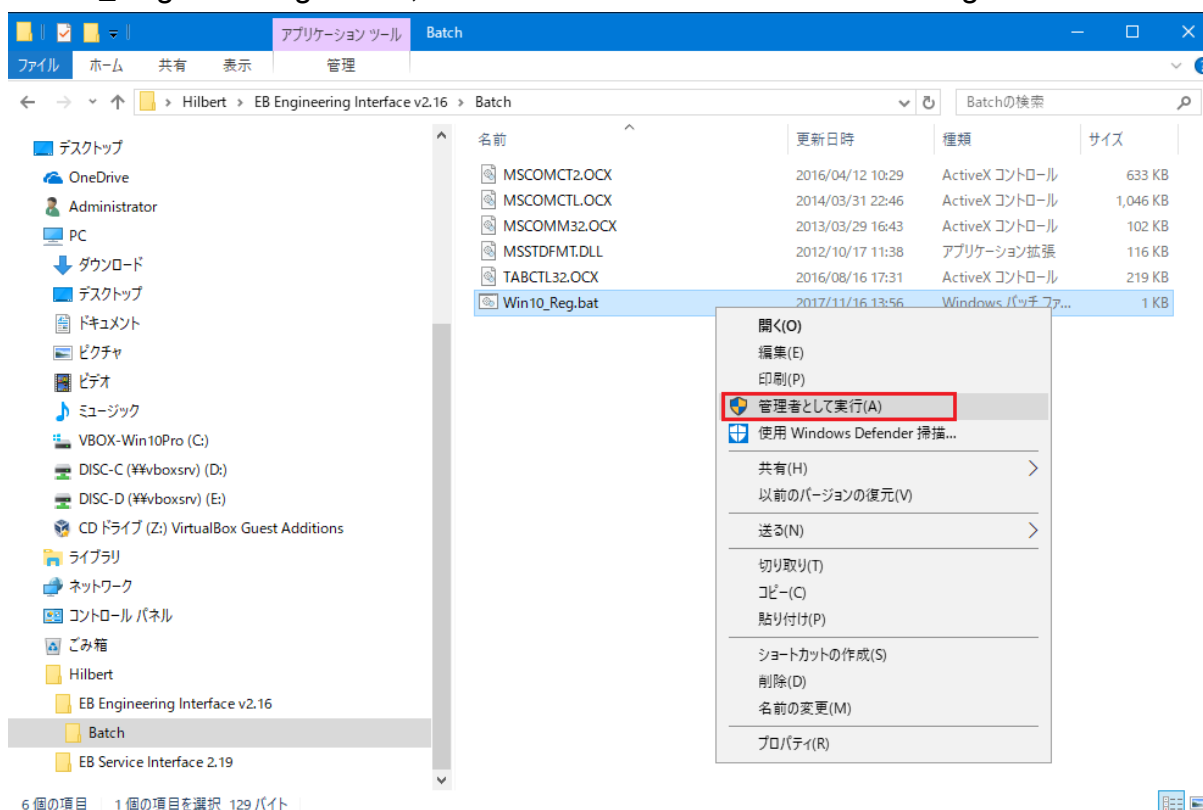 アプリケーション ツール Batch
ファイル ホーム 共有 表示 管理
Hilbert › EB Engineering Interface v2.16 › Batch Batchの検索
名前 更新日時 種類 サイズ
デスクトップ
OneDrive
Administrator
PC
ダウンロード
デスクトップ
ドキュメント
ピクチャ
ビデオ
ミュージック
VBOX-Win10Pro (C:)
DISC-C (¥¥vboxsrv) (D:)
DISC-D (¥¥vboxsrv) (E:)
CD ドライブ (Z:) VirtualBox Guest Additions
ライブラリ
ネットワーク
コントロール パネル
ごみ箱
Hilbert
EB Engineering Interface v2.16
Batch
EB Service Interface 2.19
MSCOMCT2.OCX 2016/04/12 10:29 ActiveX コントロール 633 KB
MSCOMCTL.OCX 2014/03/31 22:46 ActiveX コントロール 1,046 KB
MSCOMM32.OCX 2013/03/29 16:43 ActiveX コントロール 102 KB
MSSTDFMT.DLL 2012/10/17 11:38 アプリケーション拡張 116 KB
TABCTL32.OCX 2016/08/16 17:31 ActiveX コントロール 219 KB
Win10_Reg.bat 2017/11/16 13:56 Windows バッチ ファ... 1 KB
開く(O)
編集(E)
印刷(P)
管理者として実行(A)
使用 Windows Defender 掃描...
共有(H)
以前のバージョンの復元(V)
送る(N)
切り取り(T)
コピー(C)
貼り付け(P)
ショートカットの作成(S)
削除(D)
名前の変更(M)
プロパティ(R)
6 個の項目 1 個の項目を選択 129 バイト